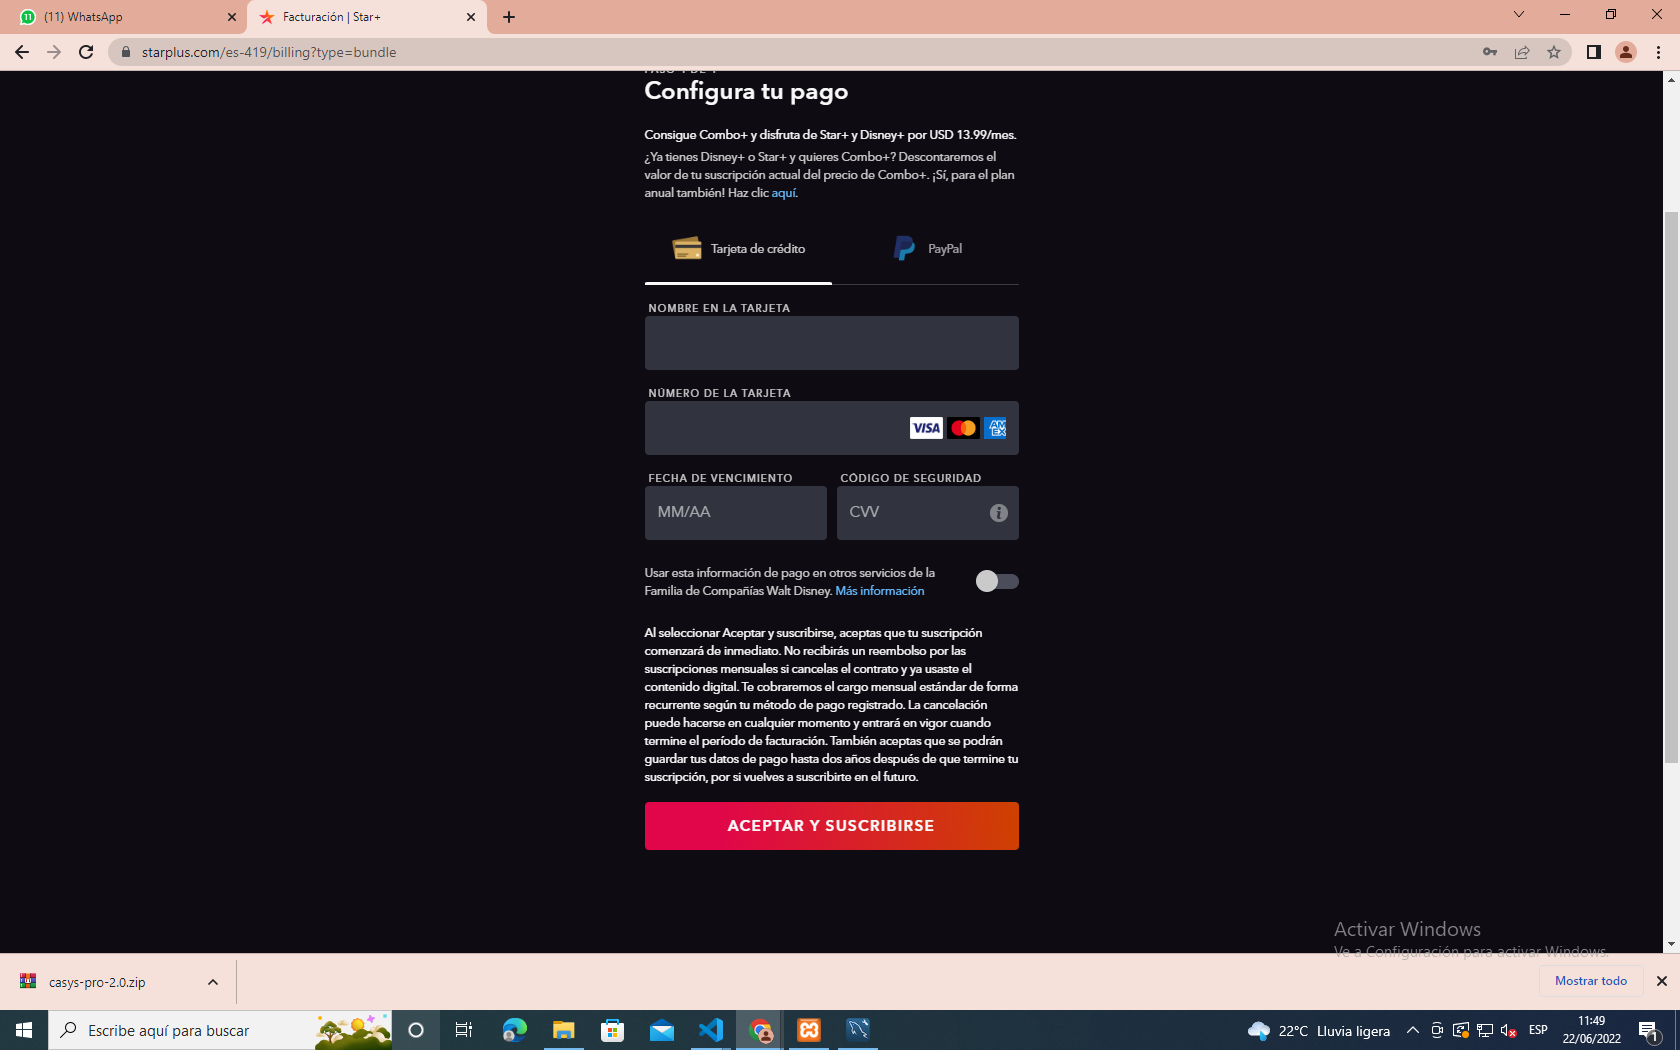 (11) WhatsApp
Facturación | Star+
starplus.com/es-419/billing?type=bundle
Configura tu pago
Consigue Combo+ y disfruta de Star+ y Disney+ por USD 13.99/mes.
¿Ya tienes Disney+ o Star+ y quieres Combo+? Descontaremos el
valor de tu suscripción actual del precio de Combo+. ¡Sí, para el plan
anual también! Haz clic aquí.
Tarjeta de crédito
PayPal
NOMBRE EN LA TARJETA
NÚMERO DE LA TARJETA
VISA
AM
EX
FECHA DE VENCIMIENTO
CÓDIGO DE SEGURIDAD
MM/AA
CVV
Usar esta información de pago en otros servicios de la
Familia de Compañías Walt Disney. Más información
Al seleccionar Aceptar y suscribirse, aceptas que tu suscripción
comenzará de inmediato. No recibirás un reembolso por las
suscripciones mensuales si cancelas el contrato y ya usaste el
contenido digital. Te cobraremos el cargo mensual estándar de forma
recurrente según tu método de pago registrado. La cancelación
puede hacerse en cualquier momento y entrará en vigor cuando
termine el período de facturación. También aceptas que se podrán
guardar tus datos de pago hasta dos años después de que termine tu
suscripción, por si vuelves a suscribirte en el futuro.
ACEPTAR Y SUSCRIBIRSE
Activar Windows
Ve a Configuración para activar Windows.
casys-pro-2.0.zip
Mostrar todo
Escribe aquí para buscar
22°C Lluvia ligera
ESP
11:49
22/06/2022
1